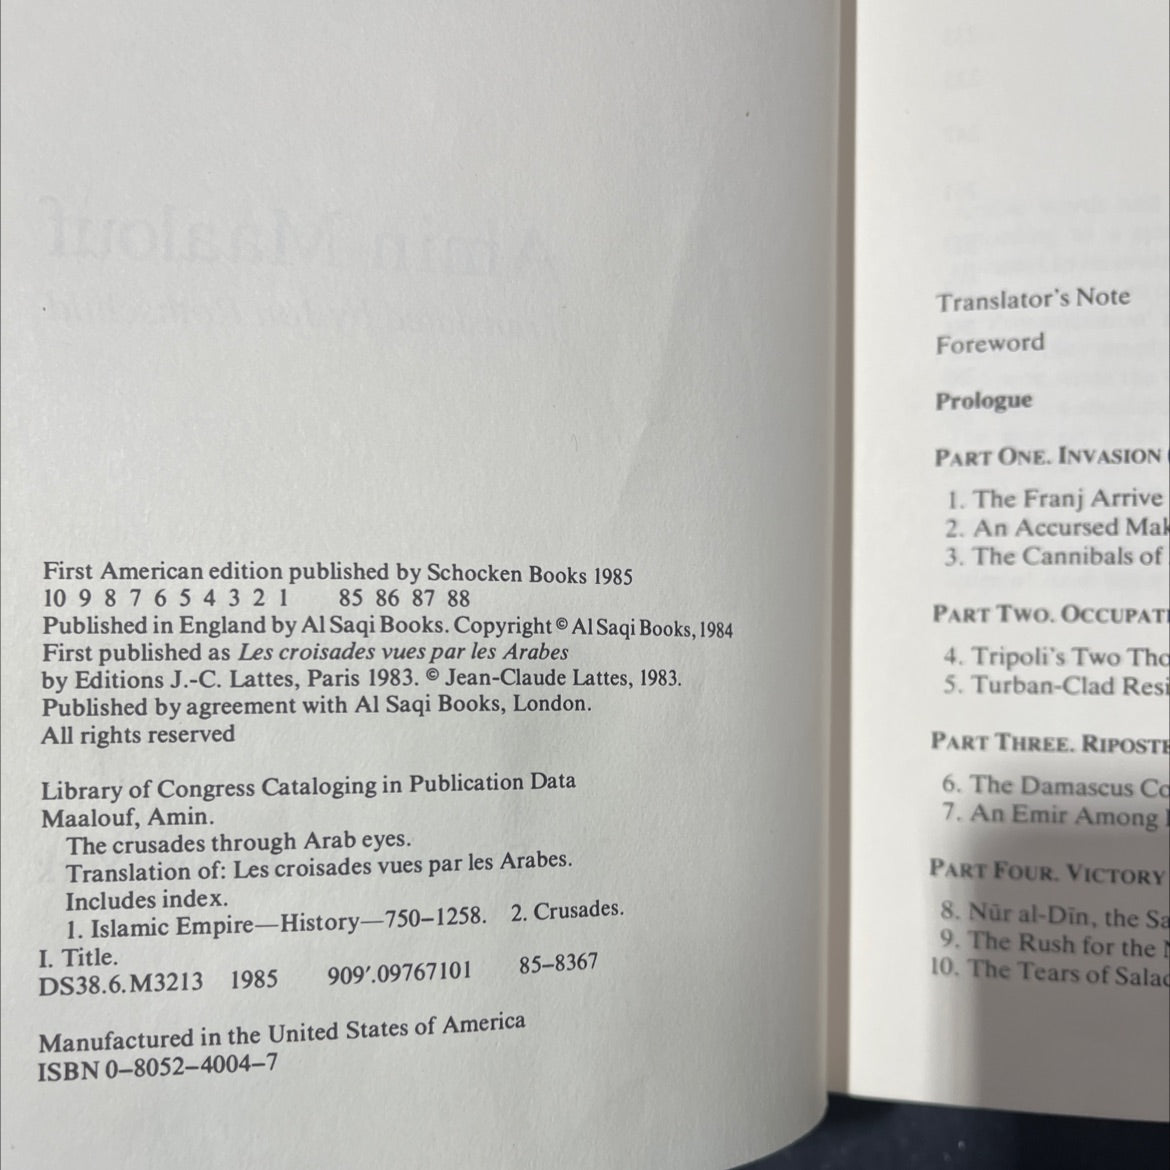 First American edition published by Schocken Books 1985
10 9 8 7 6 5 4 3 2 1 85 86 87 88
Published in England by Al Saqi Books. Copyright © Al Saqi Books, 1984
First published as Les croisades vues par les Arabes
by Editions J.-C. Lattes, Paris 1983. © Jean-Claude Lattes, 1983.
Published by agreement with Al Saqi Books, London.
All rights reserved
Library of Congress Cataloging in Publication Data
Maalouf, Amin.
The crusades through Arab eyes.
Translation of: Les croisades vues par les Arabes.
Includes index.
1. Islamic Empire—History—750–1258. 2. Crusades.
I. Title.
DS38.6.M3213 1985 909′.09767101 85–8367
Manufactured in the United States of America
ISBN 0–8052–4004–7
Translator's Note
Foreword
Prologue
PART ONE. INVASION
1. The Franj Arrive
2. An Accursed
3. The Cannibals of
PART TWO.
4. Tripoli's Two
5. Turban-Clad
PART THREE.
6. The Damascus
7. An Emir Among
PART FOUR. VICTORY
8. Nūr al-Dīn, the
9. The Rush for the
10. The Tears of